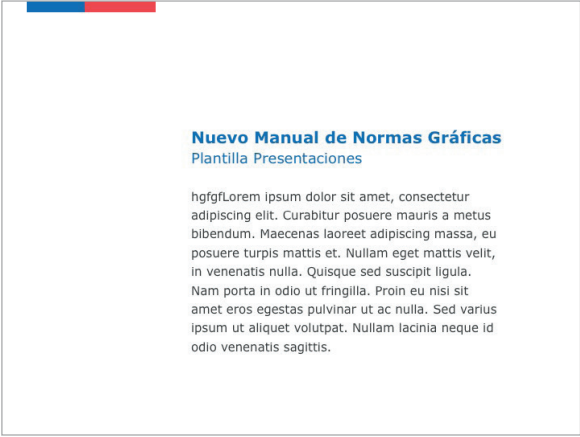 Nuevo Manual de Normas Gráficas
Plantilla Presentaciones
hgfgfLorem ipsum dolor sit amet, consectetur
adipiscing elit. Curabitur posuere mauris a metus
bibendum. Maecenas laoreet adipiscing massa, eu
posuere turpis mattis et. Nullam eget mattis velit,
in venenatis nulla. Quisque sed suscipit ligula.
Nam porta in odio ut fringilla. Proin eu nisi sit
amet eros egestas pulvinar ut ac nulla. Sed varius
ipsum ut aliquet volutpat. Nullam lacinia neque id
odio venenatis sagittis.